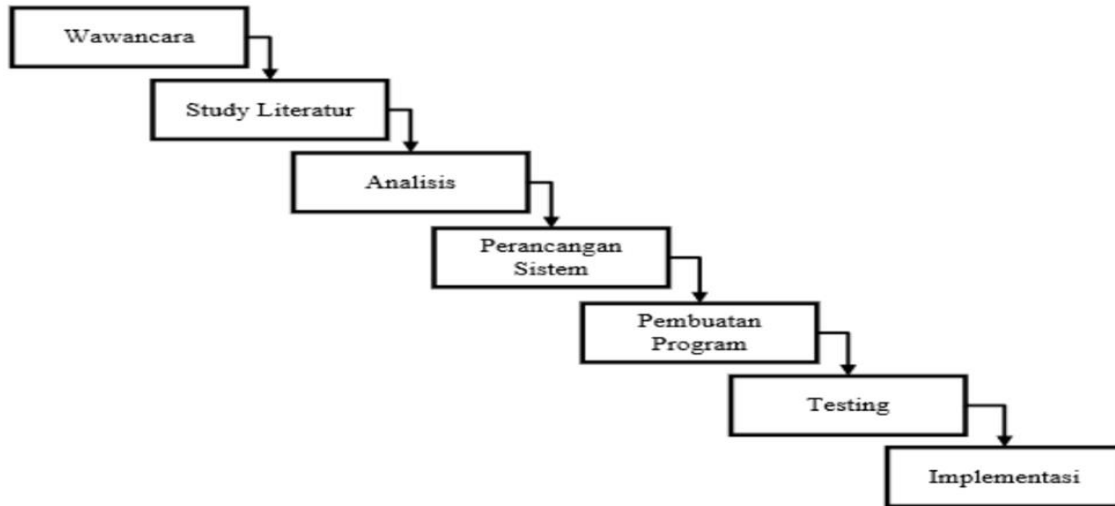 Wawancara
Study Literatur
Analisis
Perancangan
Sistem
Pembuatan
Program
Testing
Implementasi